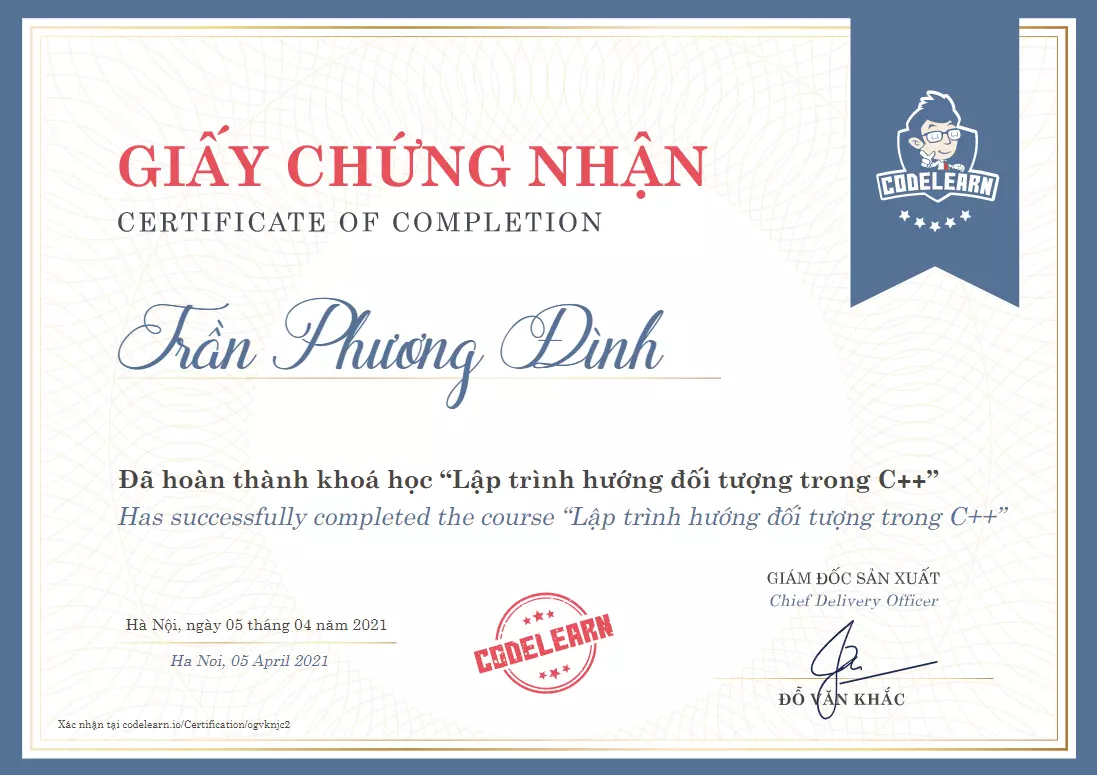 CODELEARN
GIẤY CHỨNG NHẬN
CERTIFICATE OF COMPLETION
Trần Phương Đình
Đã hoàn thành khoá học “Lập trình hướng đối tượng trong C++”
Has successfully completed the course “Lập trình hướng đối tượng trong C++”
GIÁM ĐỐC SẢN XUẤT
Chief Delivery Officer
Hà Nội, ngày 05 tháng 04 năm 2021
Ha Noi, 05 April 2021
CODELEARN
ĐỖ VĂN KHẮC
Xác nhận tại codelearn.io/Certification/ogvknjc2